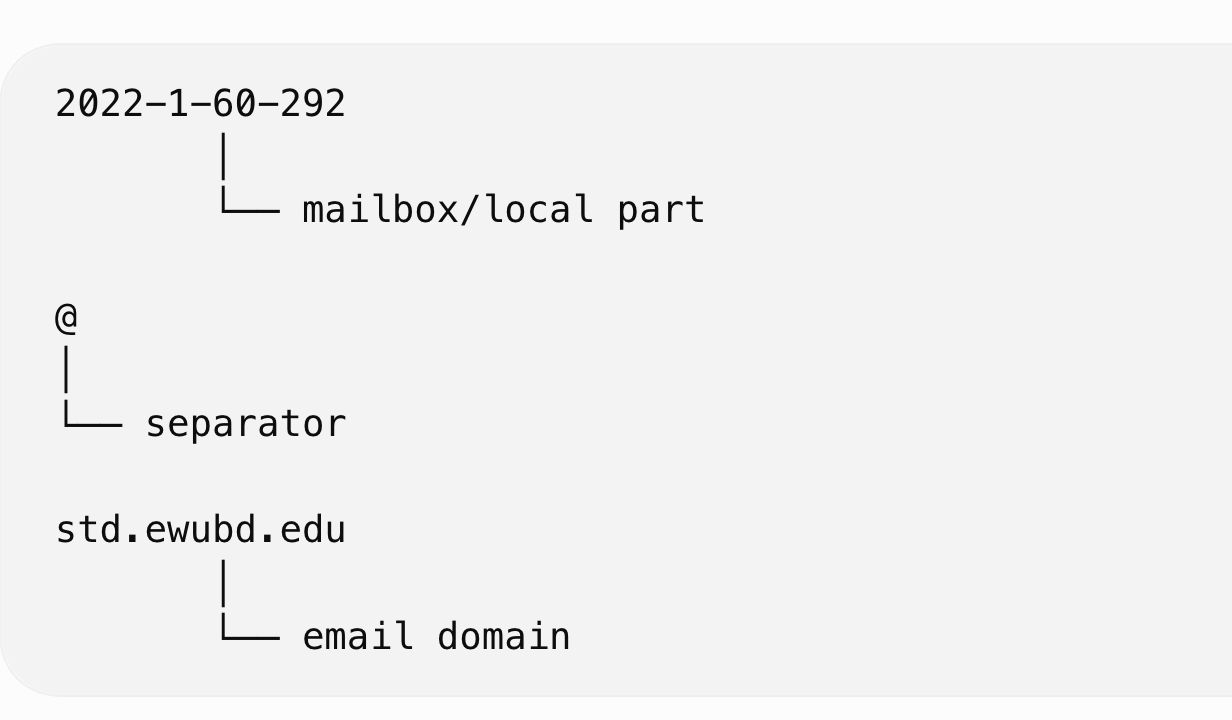 2022-1-60-292
│
└── mailbox/local part
@
│
└── separator
std.ewubd.edu
│
└── email domain